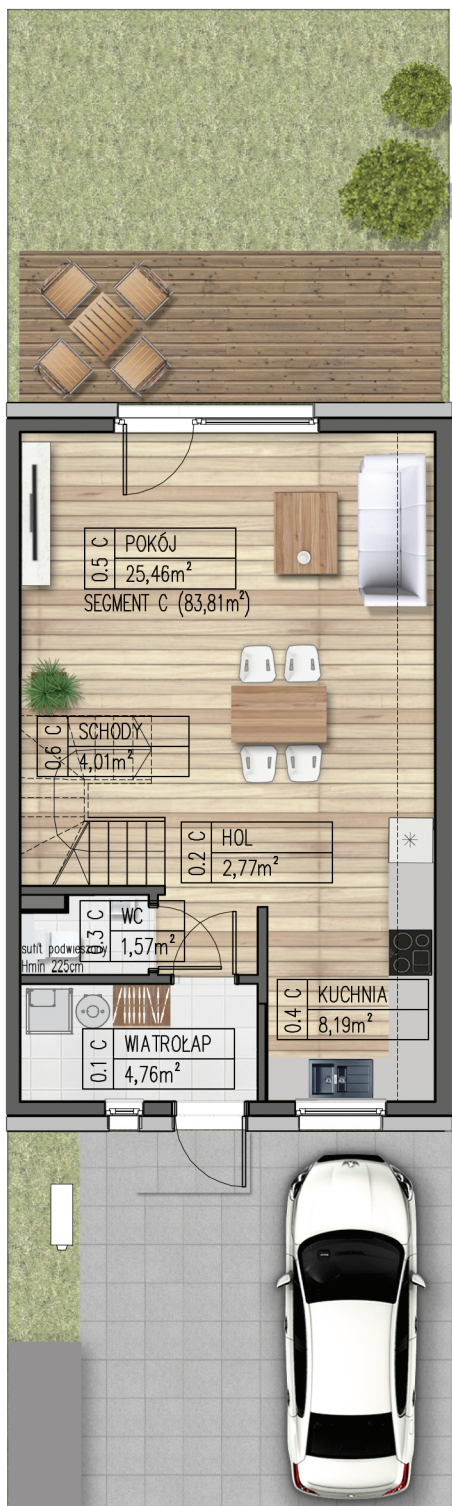 0.5 C
POKÓJ
25,46m²
SEGMENT C (83,81m²)
0.6 C
SCHODY
4,01m²
0.2 C
HOL
2,77m²
0.3 C
WC
1,57m²
sufit podwieszony
Hmin 225cm
0.4 C
KUCHNIA
8,19m²
0.1 C
WIATROŁAP
4,76m²